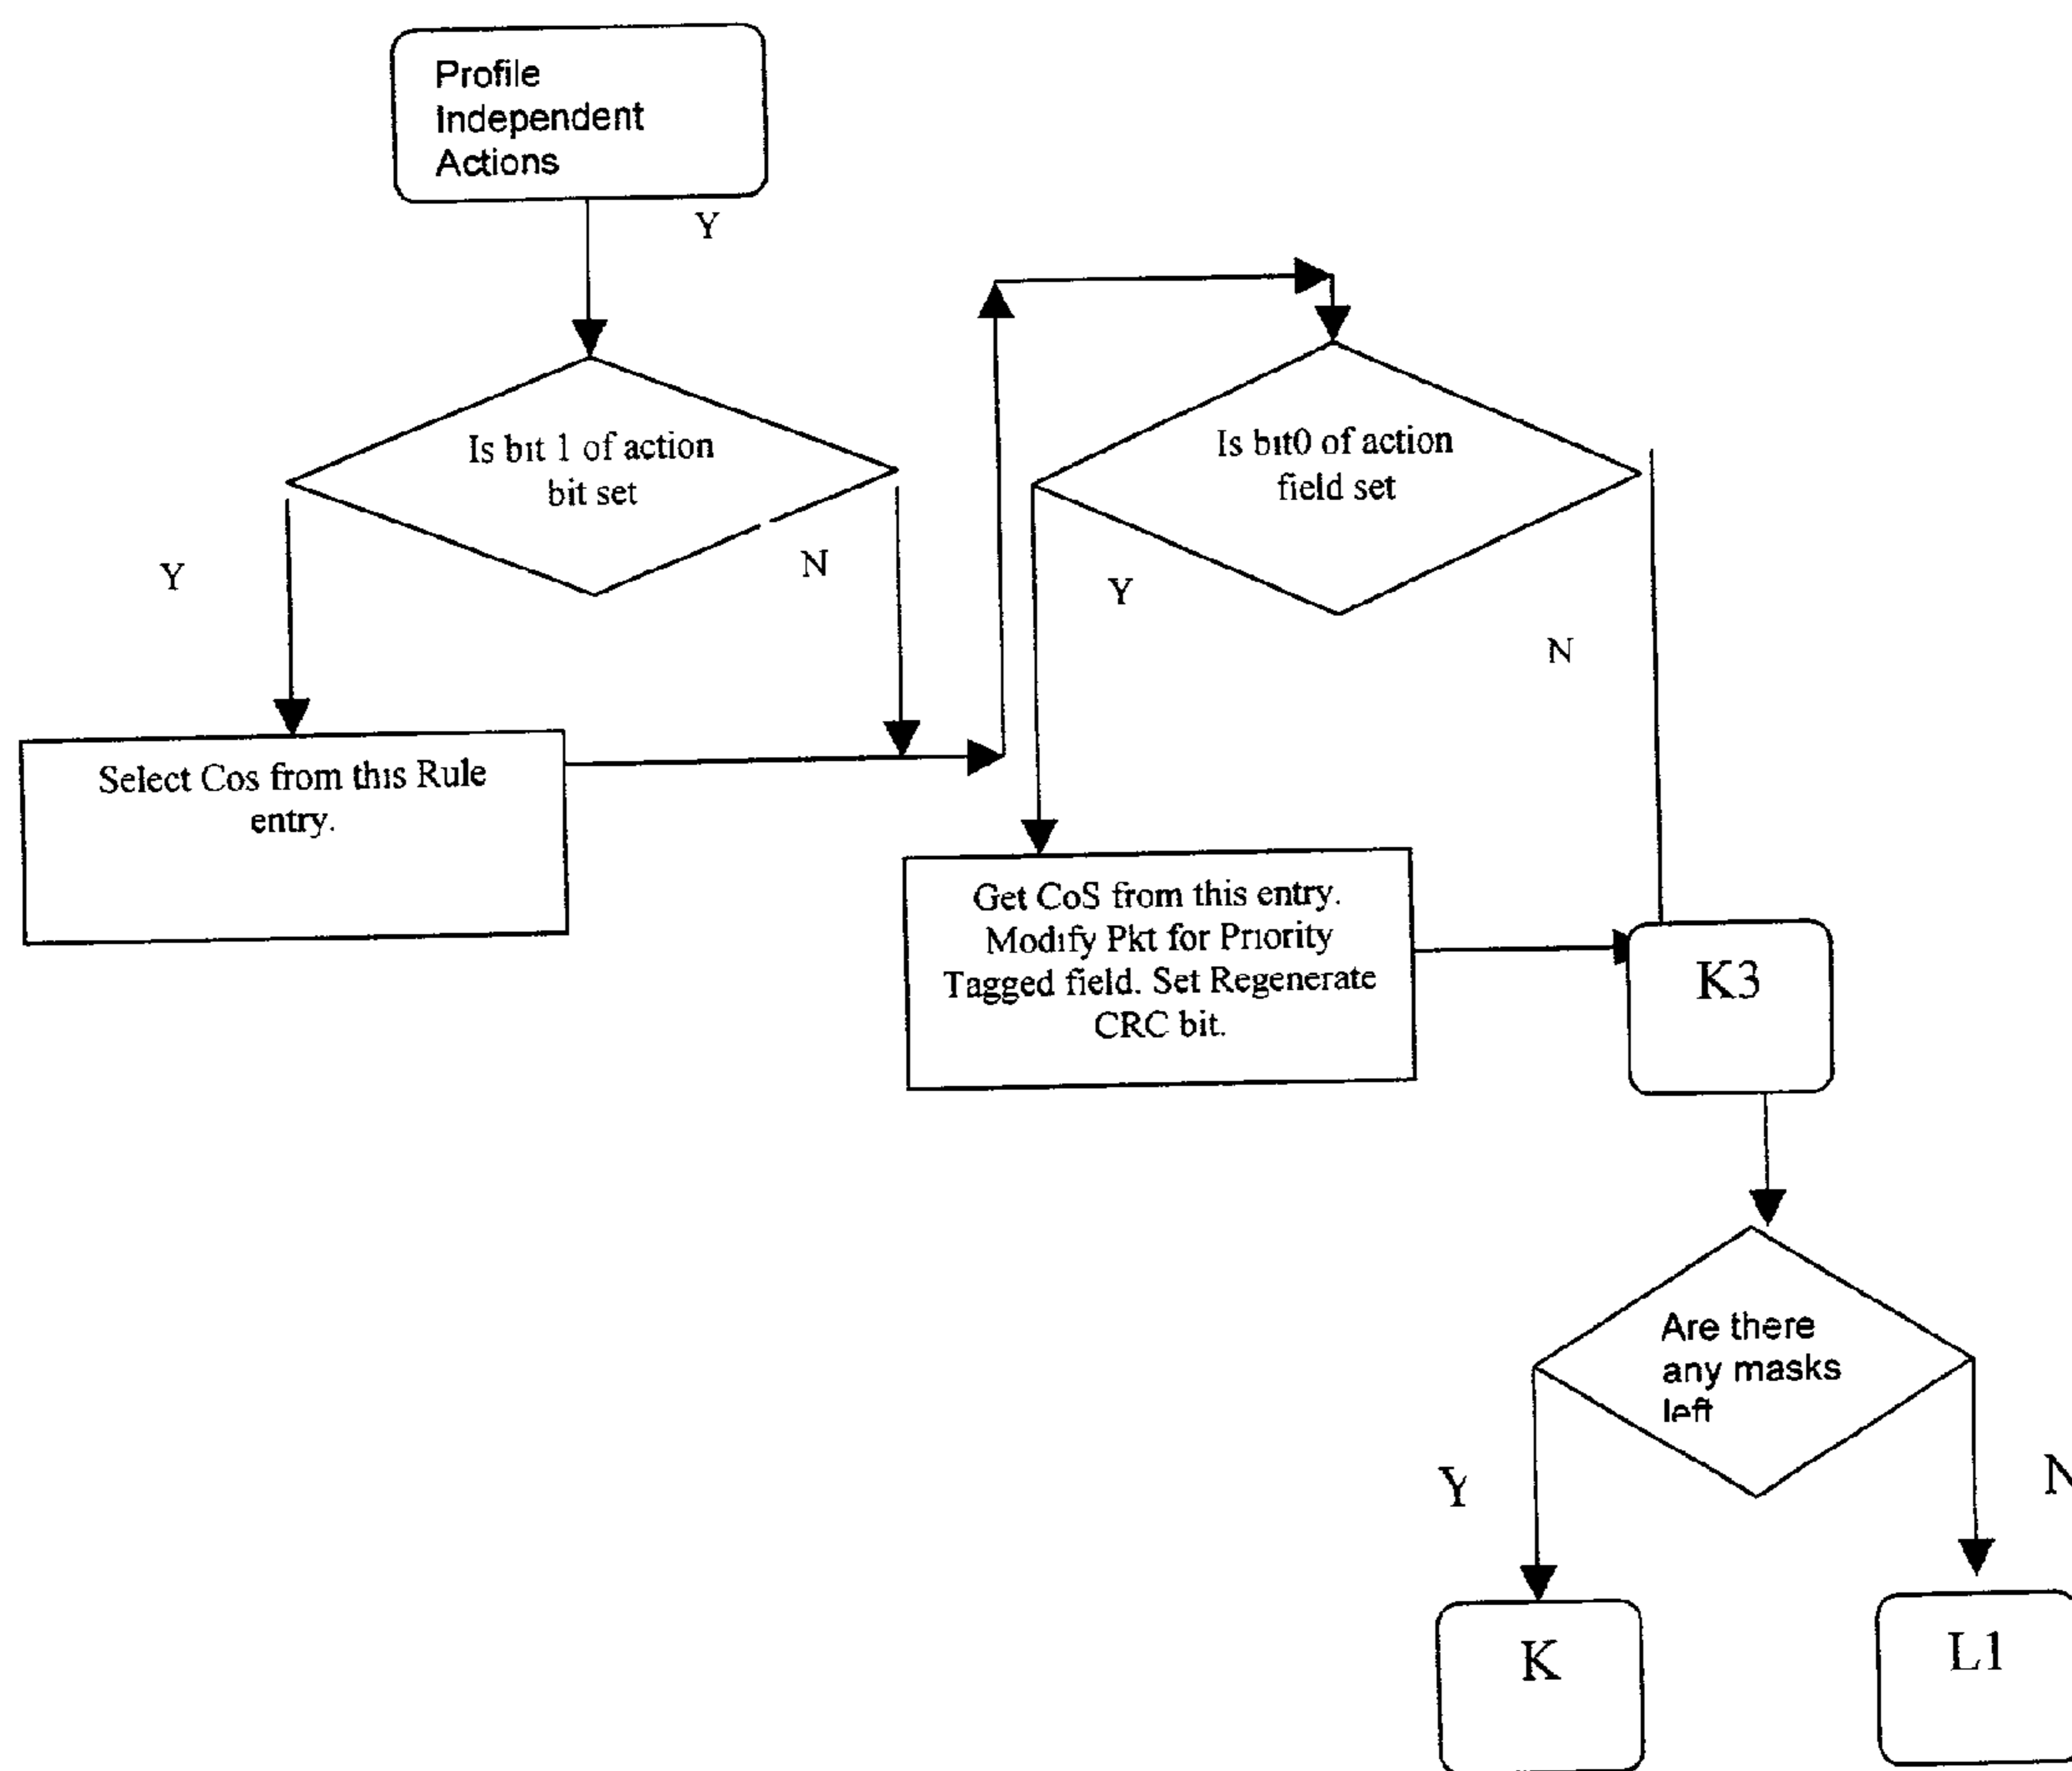 Profile
Independent
Actions
Y
Is bit 1 of action
bit set
Y
N
Select Cos from this Rule
entry.
Is bit0 of action
field set
Y
N
Get CoS from this entry.
Modify Pkt for Priority
Tagged field. Set Regenerate
CRC bit.
K3
Are there
any masks
left
Y
N
K
L1